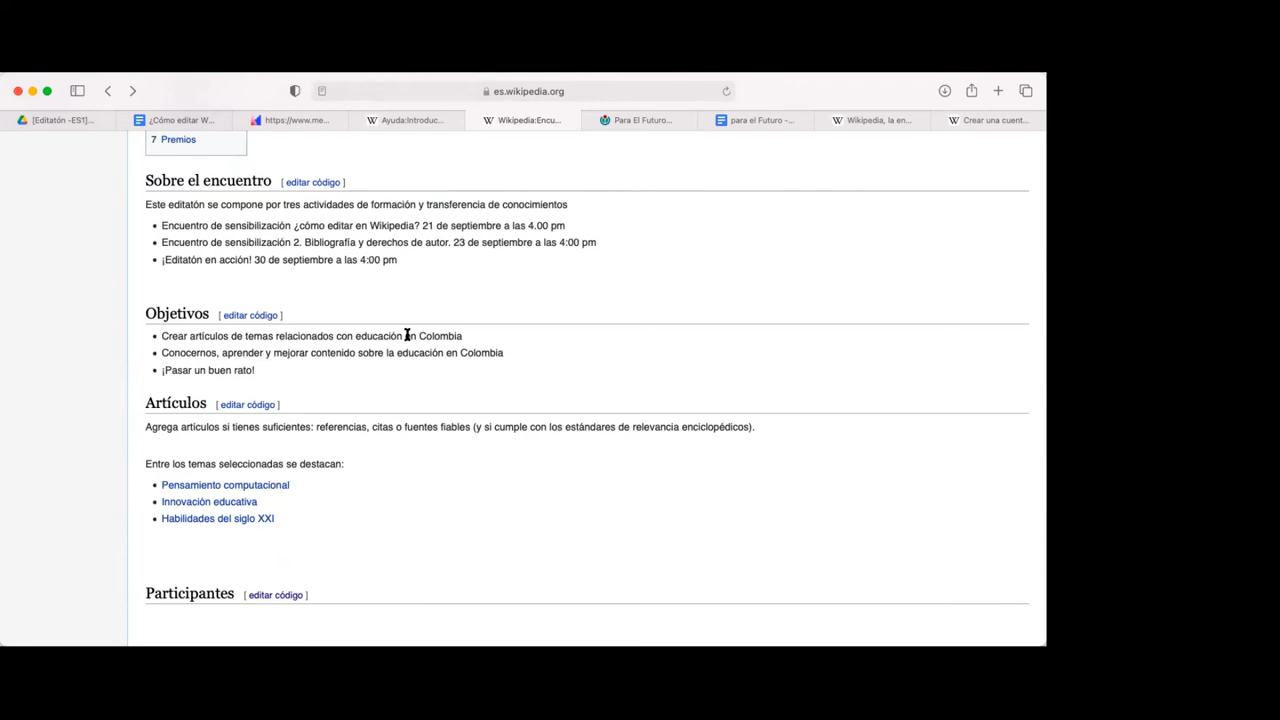 es.wikipedia.org
[Editatón -ES1]...
¿Cómo editar W...
https://www.me...
Ayuda:Introduc...
Wikipedia:Encu...
Para El Futuro...
para el Futuro -...
Wikipedia, la en...
Crear una cuent...
7 Premios
Sobre el encuentro [ editar código ]
Este editatón se compone por tres actividades de formación y transferencia de conocimientos
• Encuentro de sensibilización ¿cómo editar en Wikipedia? 21 de septiembre a las 4.00 pm
• Encuentro de sensibilización 2. Bibliografía y derechos de autor. 23 de septiembre a las 4:00 pm
• ¡Editatón en acción! 30 de septiembre a las 4:00 pm
Objetivos [ editar código ]
• Crear artículos de temas relacionados con educación en Colombia
• Conocernos, aprender y mejorar contenido sobre la educación en Colombia
• ¡Pasar un buen rato!
Artículos [ editar código ]
Agrega artículos si tienes suficientes: referencias, citas o fuentes fiables (y si cumple con los estándares de relevancia enciclopédicos).
Entre los temas seleccionadas se destacan:
• Pensamiento computacional
• Innovación educativa
• Habilidades del siglo XXI
Participantes [ editar código ]